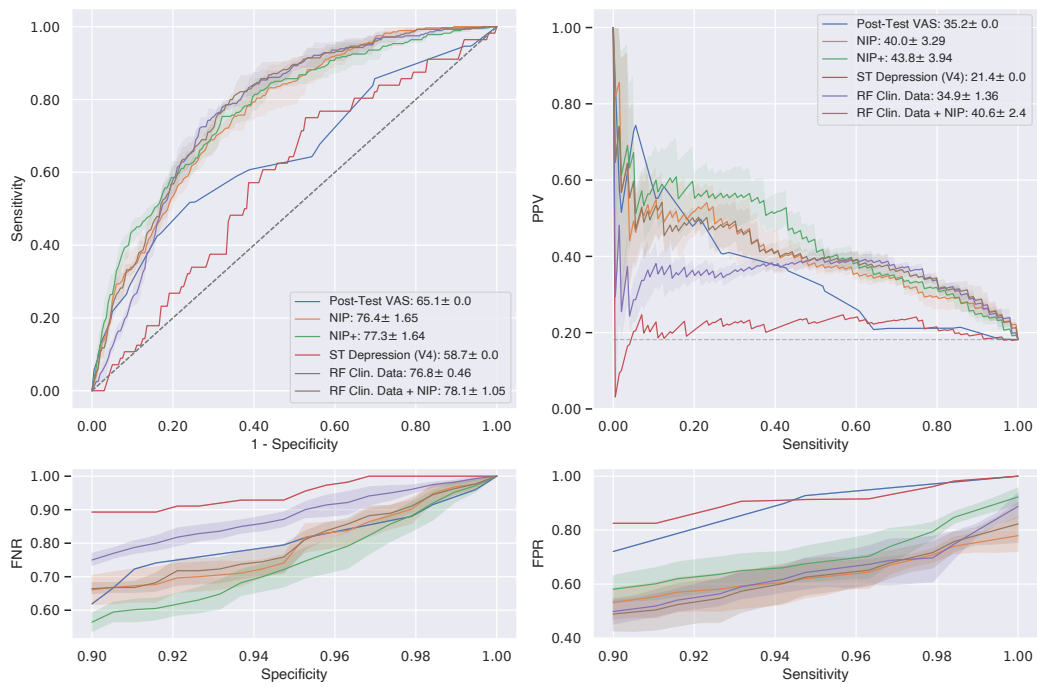 1.00
0.80
0.60
0.40
0.20
0.00
Sensitivity
Post-Test VAS: 65.1± 0.0
NIP: 76.4± 1.65
NIP+: 77.3± 1.64
ST Depression (V4): 58.7± 0.0
RF Clin. Data: 76.8± 0.46
RF Clin. Data + NIP: 78.1± 1.05
0.00 0.20 0.40 0.60 0.80 1.00
1 - Specificity
1.00
0.80
0.60
0.40
0.20
0.00
PPV
Post-Test VAS: 35.2± 0.0
NIP: 40.0± 3.29
NIP+: 43.8± 3.94
ST Depression (V4): 21.4± 0.0
RF Clin. Data: 34.9± 1.36
RF Clin. Data + NIP: 40.6± 2.4
0.00 0.20 0.40 0.60 0.80 1.00
Sensitivity
1.00
0.90
0.80
0.70
0.60
FNR
0.90 0.92 0.94 0.96 0.98 1.00
Specificity
1.00
0.80
0.60
0.40
FPR
0.90 0.92 0.94 0.96 0.98 1.00
Sensitivity